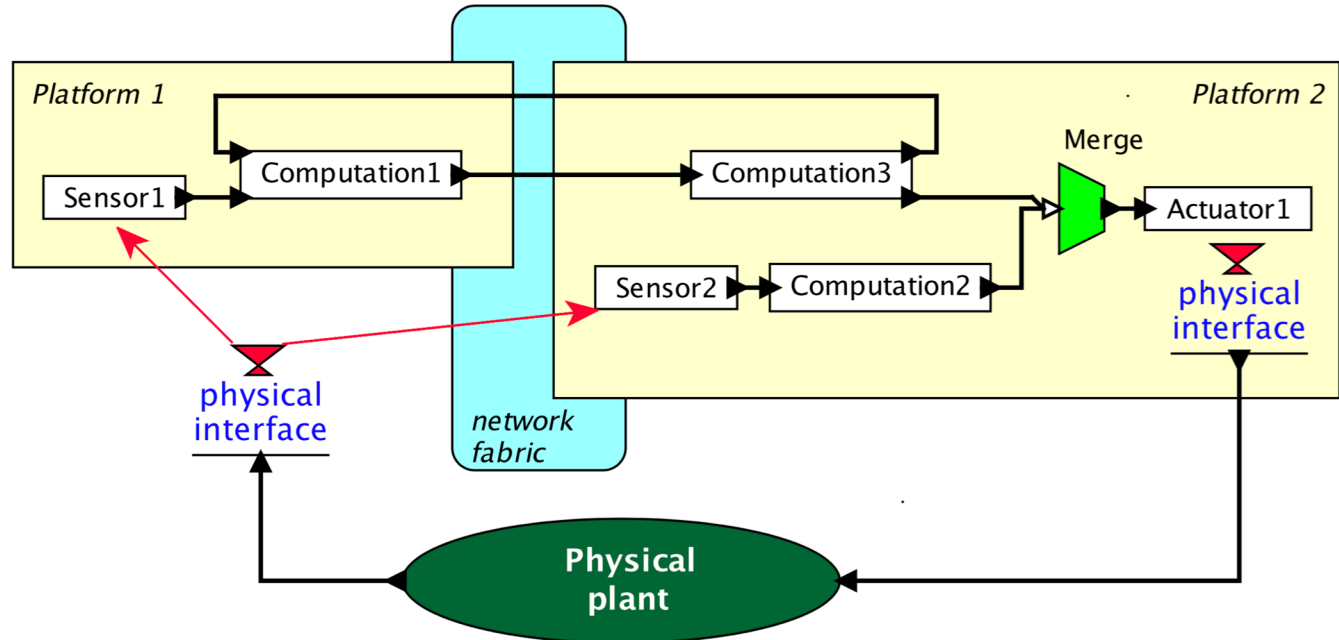 Platform 1
Platform 2
Merge
Computation1
Computation3
Sensor1
Actuator1
Sensor2
Computation2
physical
interface
physical
interface
network
fabric
Physical
plant